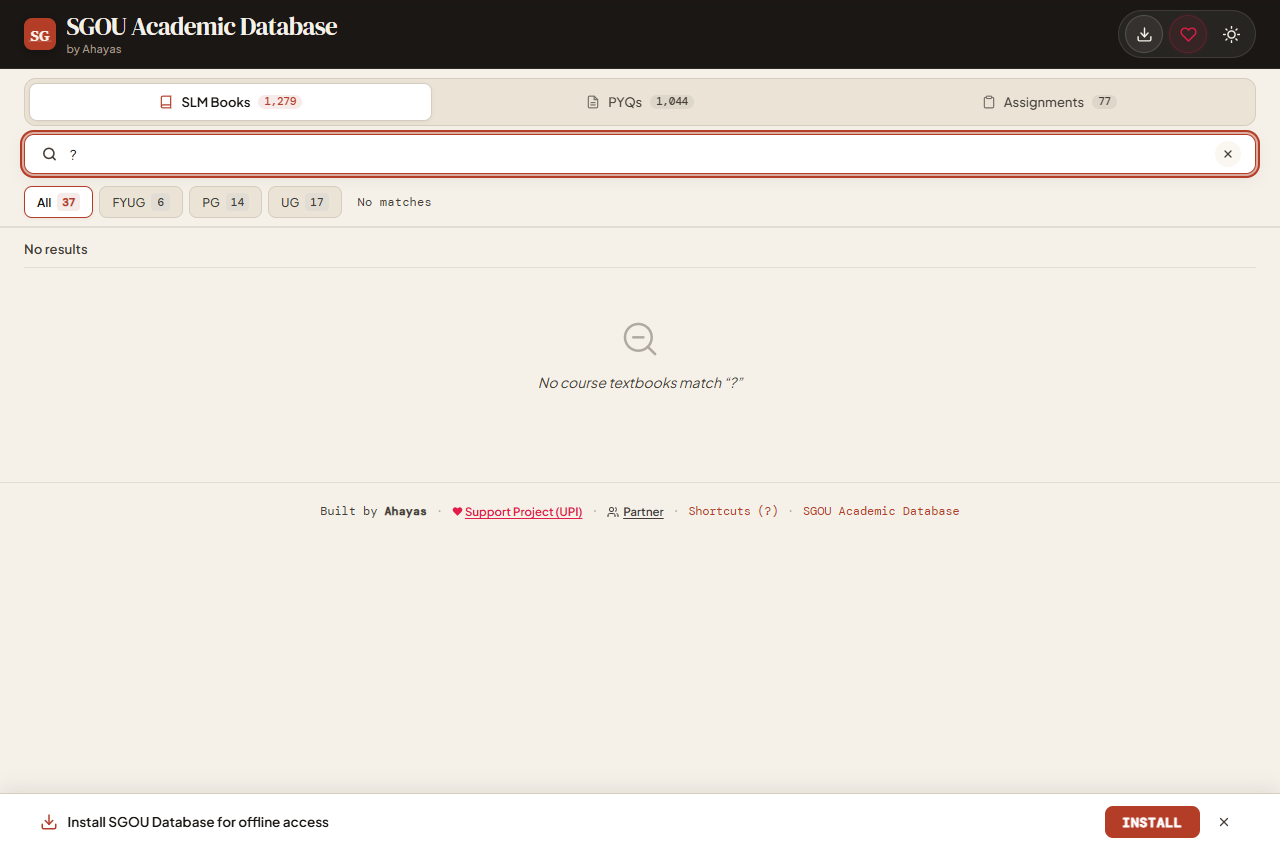 SG
SGOU Academic Database
by Ahayas
SLM Books 1,279
PYQs 1,044
Assignments 77
?
All 37
FYUG 6
PG 14
UG 17
No matches
No results
No course textbooks match “?”
Built by Ahayas · Support Project (UPI) · Partner · Shortcuts (?) · SGOU Academic Database
Install SGOU Database for offline access
INSTALL